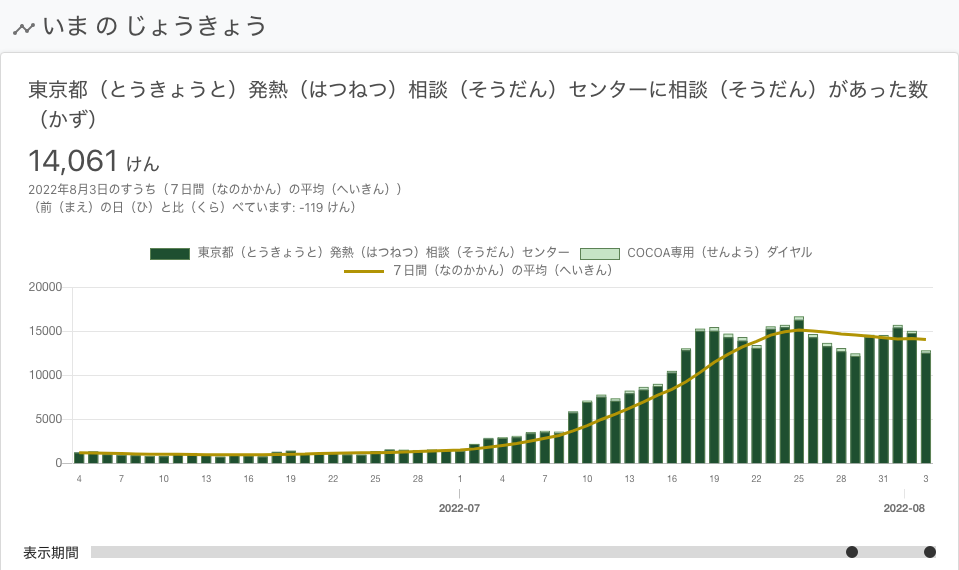 いま の じょうきょう
東京都（とうきょうと）発熱（はつねつ）相談（そうだん）センターに相談（そうだん）があった数
（かず）
14,061 けん
2022年8月3日のすうち（７日間（なのかかん）の平均（へいきん））
（前（まえ）の日（ひ）と比（くら）べています: -119 けん）
東京都（とうきょうと）発熱（はつねつ）相談（そうだん）センター COCOA専用（せんよう）ダイヤル
７日間（なのかかん）の平均（へいきん）
20000
15000
10000
5000
0
4 7 10 13 16 19 22 25 28 1 4 7 10 13 16 19 22 25 28 31 3
2022-07 2022-08
表示期間